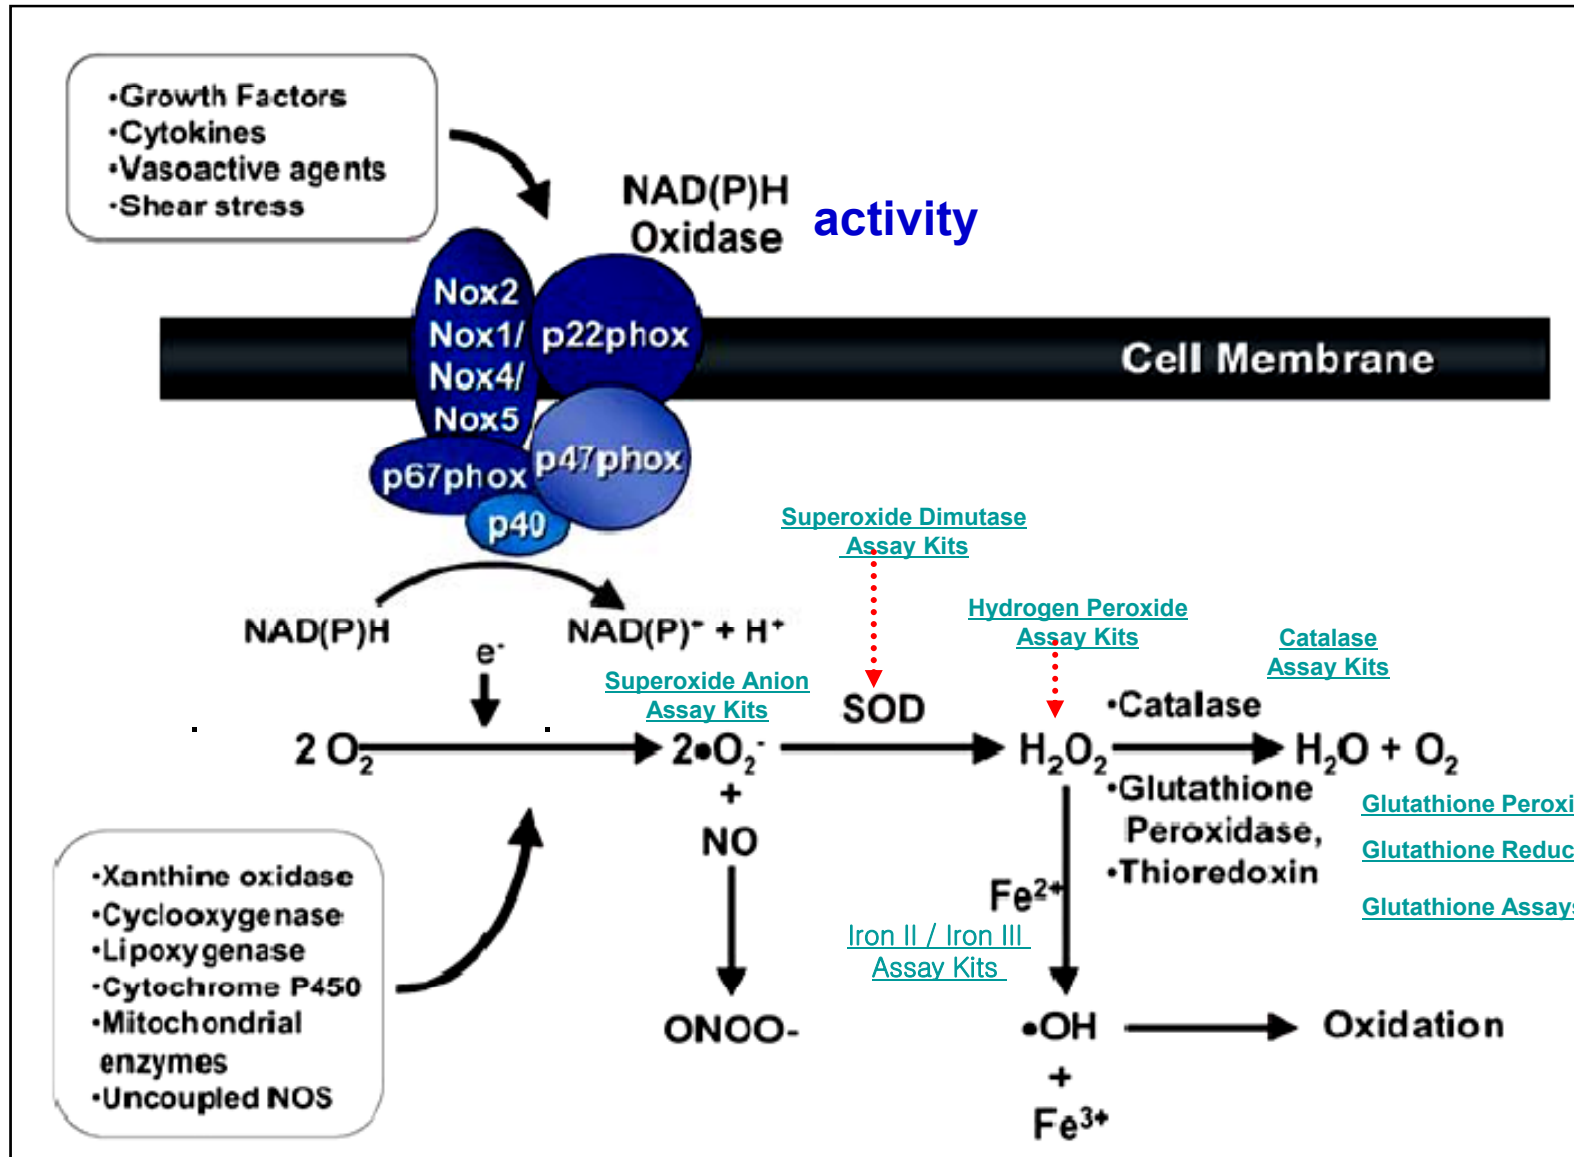 •Growth Factors
•Cytokines
•Vasoactive agents
•Shear stress
NAD(P)H
Oxidase
activity
Nox2
Nox1/
Nox4/
Nox5
p22phox
Cell Membrane
p67phox
p47phox
p40
Superoxide Dimutase
Assay Kits
NAD(P)H
NAD(P)⁺ + H⁺
Hydrogen Peroxide
Assay Kits
Catalase
Assay Kits
e⁻
Superoxide Anion
Assay Kits
SOD
•Catalase
2 O₂
2•O₂⁻
H₂O₂
H₂O + O₂
+
NO
•Glutathione
Peroxidase,
•Thioredoxin
Glutathione Peroxi
Glutathione Reduc
Glutathione Assays
•Xanthine oxidase
•Cyclooxygenase
•Lipoxygenase
•Cytochrome P450
•Mitochondrial
enzymes
•Uncoupled NOS
Fe²⁺
Iron II / Iron III
Assay Kits
ONOO-
•OH
Oxidation
+
Fe³⁺